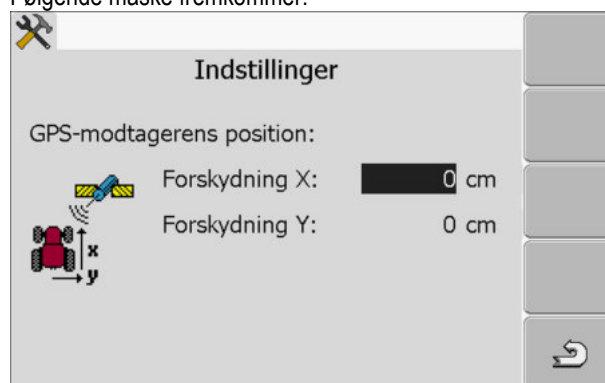 Følgende maske fremkommer:
Indstillinger
GPS-modtagerens position:
Forskydning X: 0 cm
Forskydning Y: 0 cm
x
y